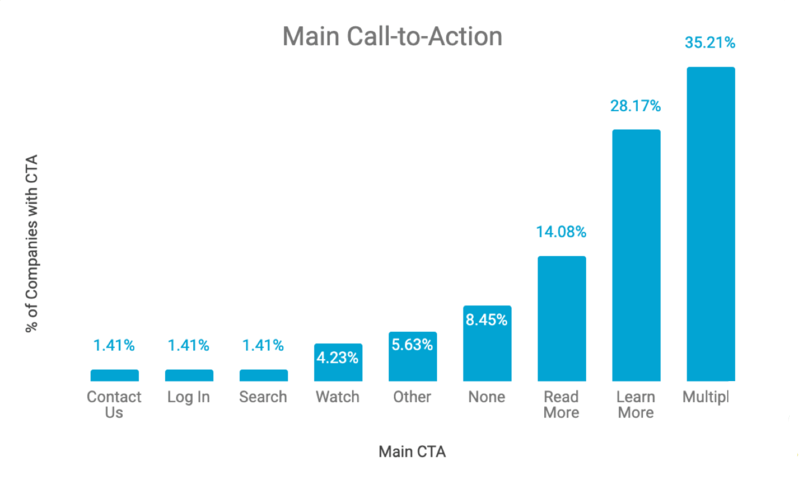 Main Call-to-Action
35.21%
28.17%
14.08%
8.45%
5.63%
4.23%
1.41% 1.41% 1.41%
% of Companies with CTA
Contact Us
Log In
Search
Watch
Other
None
Read More
Learn More
Multipl
Main CTA